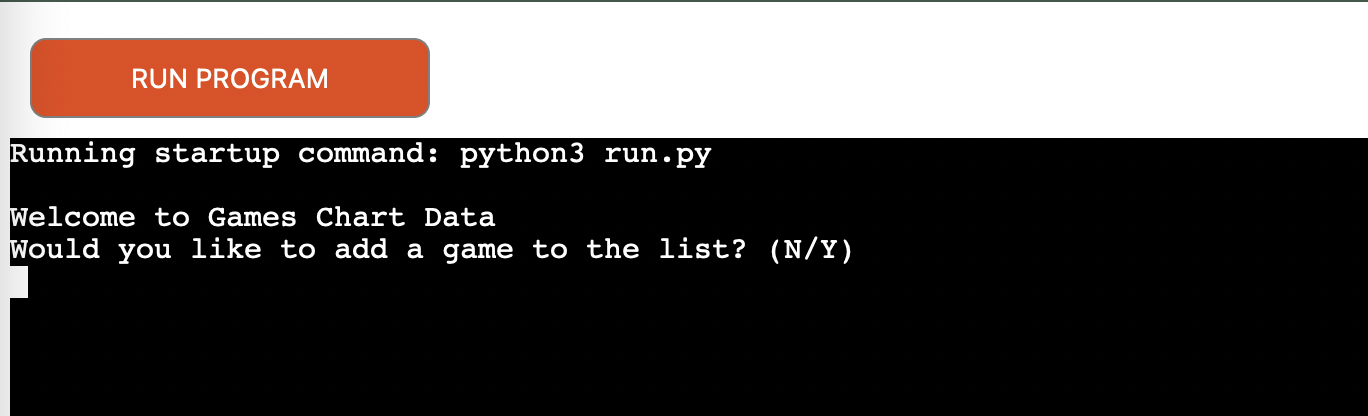 RUN PROGRAM
Running startup command: python3 run.py
Welcome to Games Chart Data
Would you like to add a game to the list? (N/Y)